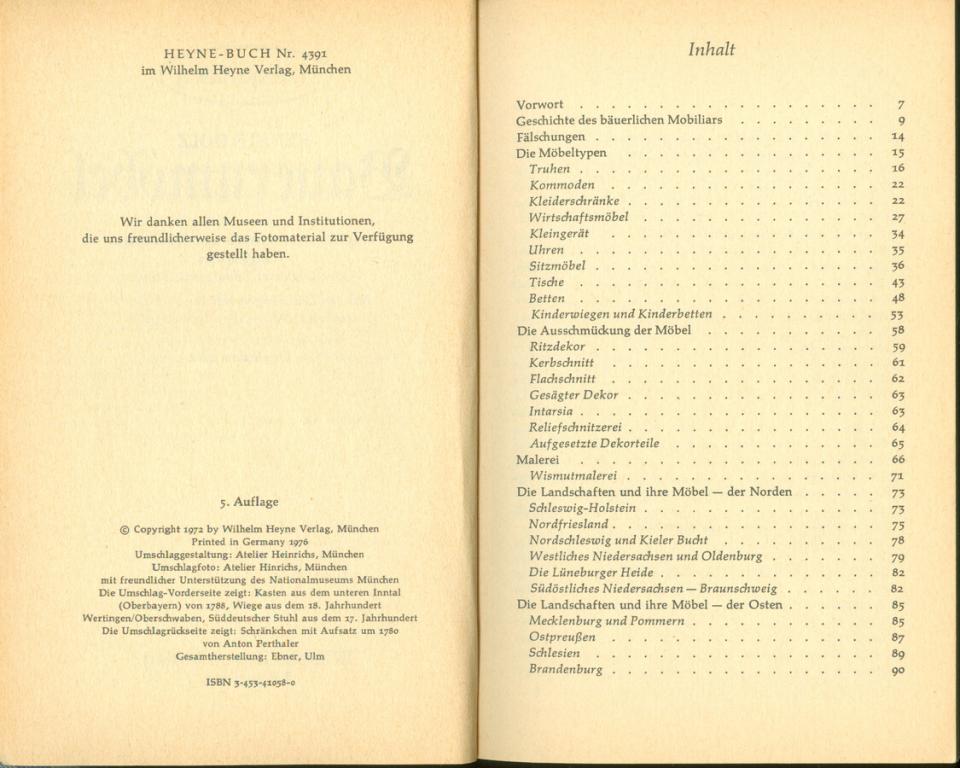 HEYNE-BUCH Nr. 4391
im Wilhelm Heyne Verlag, München
Wir danken allen Museen und Institutionen,
die uns freundlicherweise das Fotomaterial zur Verfügung
gestellt haben.
5. Auflage
© Copyright 1972 by Wilhelm Heyne Verlag, München
Printed in Germany 1976
Umschlaggestaltung: Atelier Heinrichs, München
Umschlagfoto: Atelier Hinrichs, München
mit freundlicher Unterstützung des Nationalmuseums München
Die Umschlag-Vorderseite zeigt: Kasten aus dem unteren Inntal
(Oberbayern) von 1788, Wiege aus dem 18. Jahrhundert
Wertingen/Oberschwaben, Süddeutscher Stuhl aus dem 17. Jahrhundert
Die Umschlagrückseite zeigt: Schränkchen mit Aufsatz um 1780
von Anton Perthaler
Gesamtherstellung: Ebner, Ulm
ISBN 3-453-41058-0
Inhalt
Vorwort . . . . . . . . . . . . . . . . . . 7
Geschichte des bäuerlichen Mobiliars . . . . . . . . 9
Fälschungen . . . . . . . . . . . . . . . . . 14
Die Möbeltypen . . . . . . . . . . . . . . . 15
Truhen . . . . . . . . . . . . . . . . . 16
Kommoden . . . . . . . . . . . . . . . . 22
Kleiderschränke . . . . . . . . . . . . . . . 22
Wirtschaftsmöbel . . . . . . . . . . . . . . 27
Kleingerät . . . . . . . . . . . . . . . . 34
Uhren . . . . . . . . . . . . . . . . . . 35
Sitzmöbel . . . . . . . . . . . . . . . . . 36
Tische . . . . . . . . . . . . . . . . . . 43
Betten . . . . . . . . . . . . . . . . . . 48
Kinderwiegen und Kinderbetten . . . . . . . . . 53
Die Ausschmückung der Möbel . . . . . . . . . . 58
Ritzdekor . . . . . . . . . . . . . . . . . 59
Kerbschnitt . . . . . . . . . . . . . . . . 61
Flachschnitt . . . . . . . . . . . . . . . . 62
Gesägter Dekor . . . . . . . . . . . . . . . 63
Intarsia . . . . . . . . . . . . . . . . . . 63
Reliefschnitzerei . . . . . . . . . . . . . . . 64
Aufgesetzte Dekorteile . . . . . . . . . . . . 65
Malerei . . . . . . . . . . . . . . . . . . 66
Wismutmalerei . . . . . . . . . . . . . . . 71
Die Landschaften und ihre Möbel – der Norden . . . . . 73
Schleswig-Holstein . . . . . . . . . . . . . . 73
Nordfriesland . . . . . . . . . . . . . . . . 75
Nordschleswig und Kieler Bucht . . . . . . . . . 78
Westliches Niedersachsen und Oldenburg . . . . . . 79
Die Lüneburger Heide . . . . . . . . . . . . . 82
Südöstliches Niedersachsen – Braunschweig . . . . . 82
Die Landschaften und ihre Möbel – der Osten . . . . . 85
Mecklenburg und Pommern . . . . . . . . . . . 85
Ostpreußen . . . . . . . . . . . . . . . . 87
Schlesien . . . . . . . . . . . . . . . . . 89
Brandenburg . . . . . . . . . . . . . . . . 90